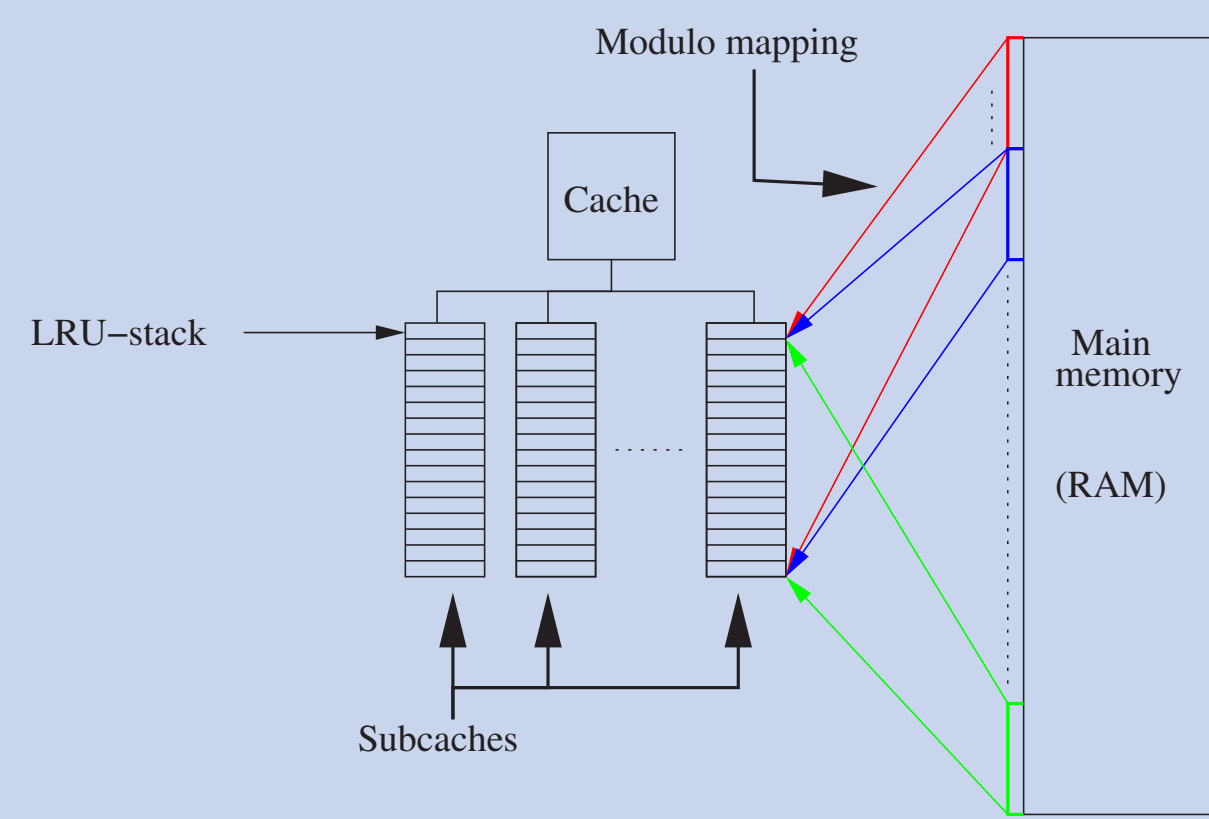 Modulo mapping
Cache
LRU−stack
Main
memory
(RAM)
Subcaches